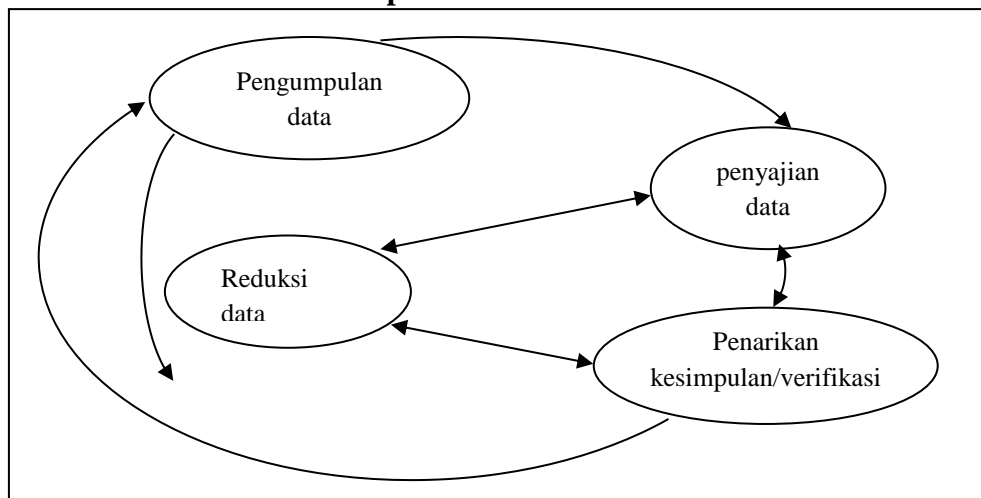 Pengumpulan
data
penyajian
data
Reduksi
data
Penarikan
kesimpulan/verifikasi